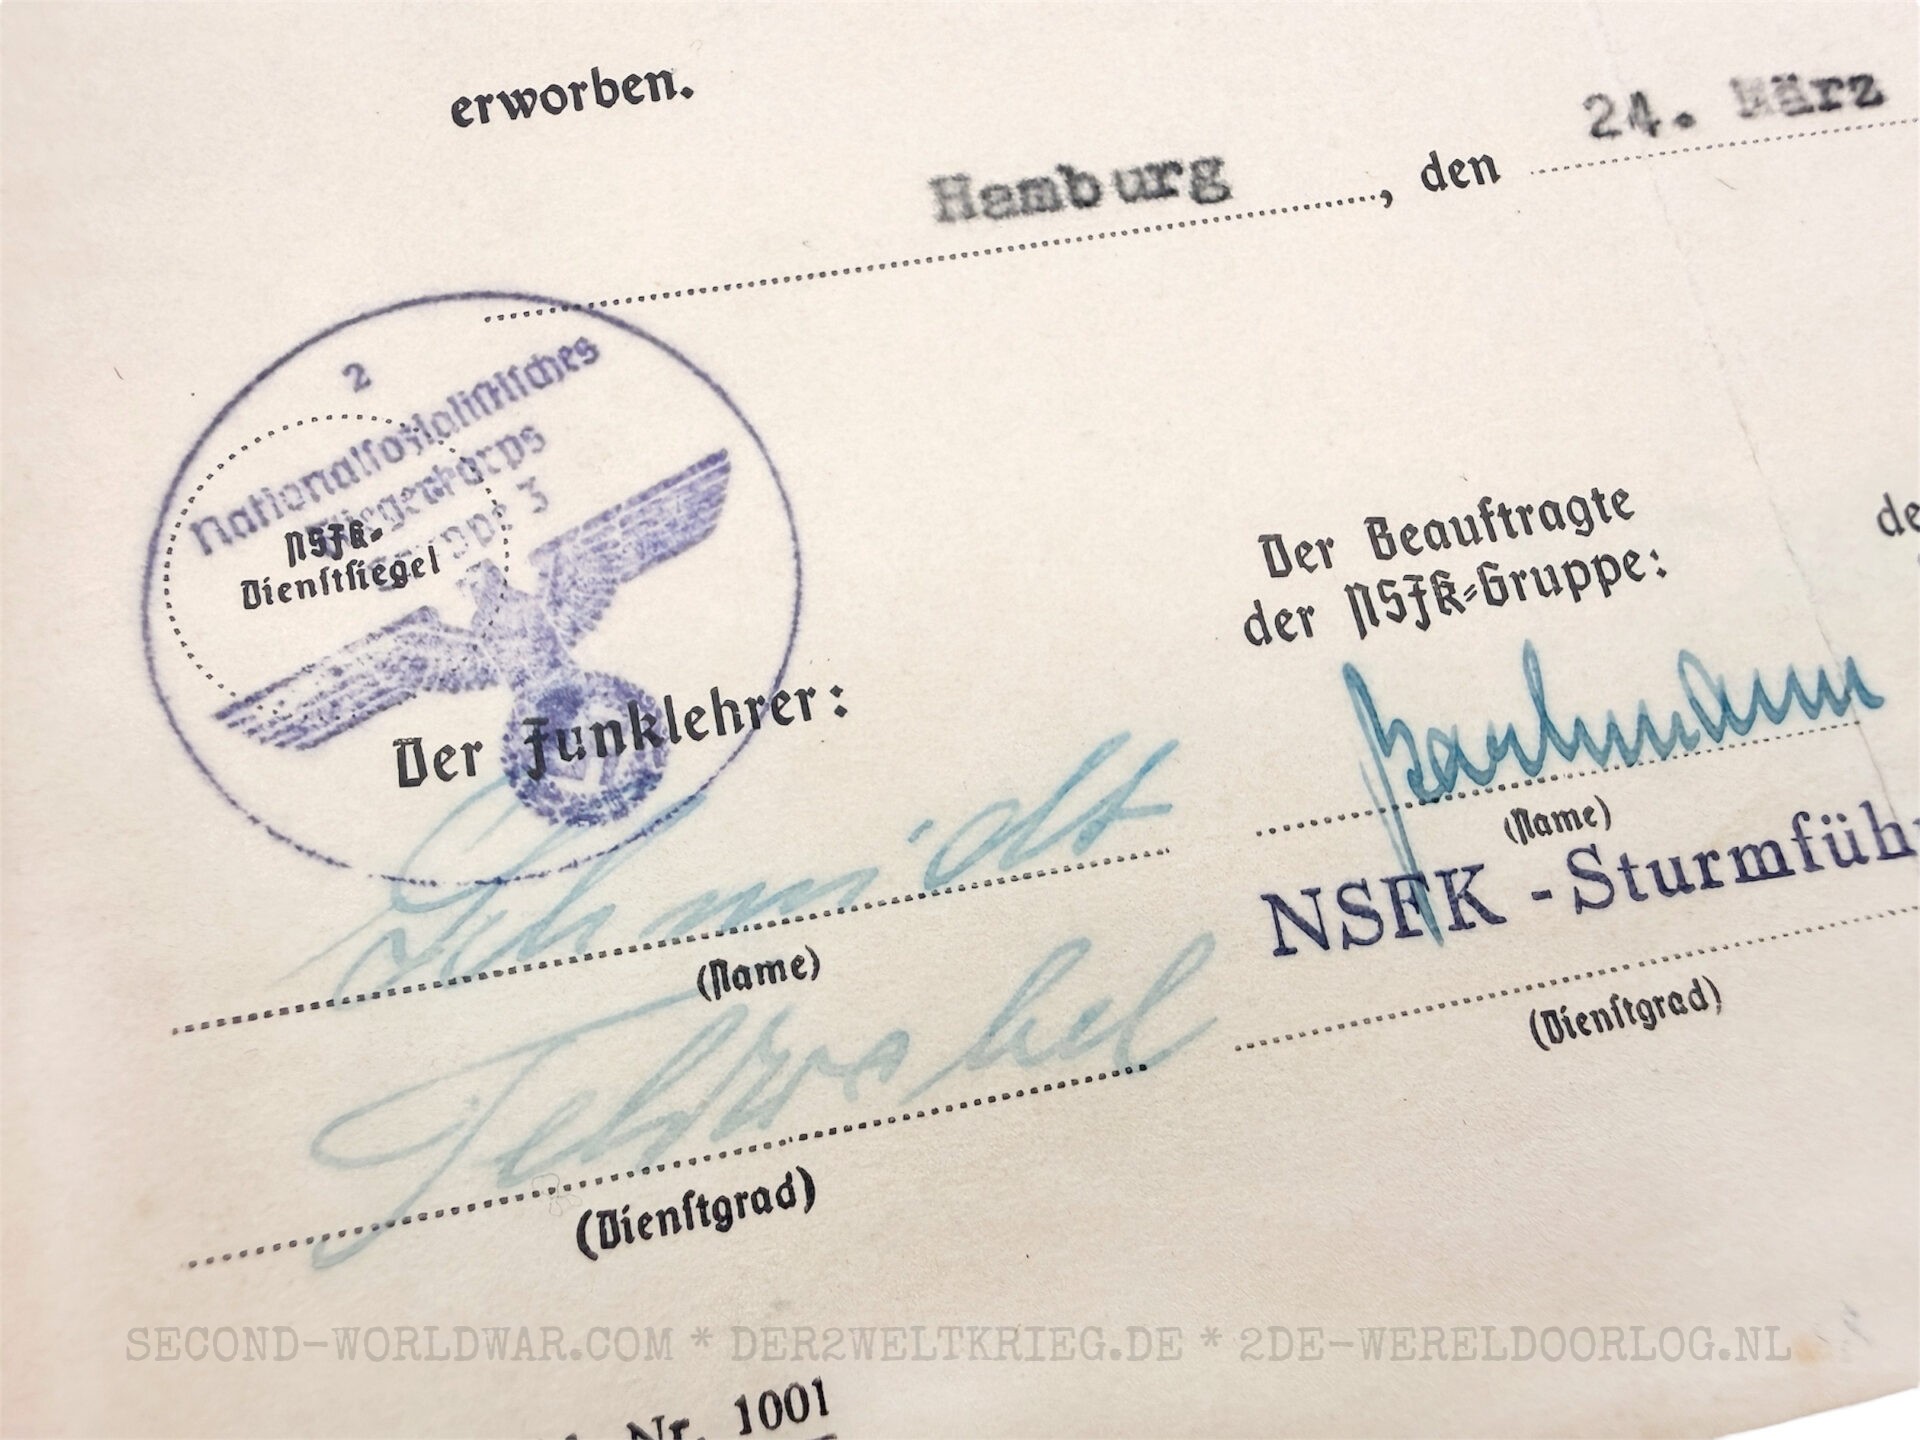 erworben.
Hamburg, den 24. März
2
Nationalsozialistisches
Fliegerkorps
Gruppe 3
NSFK-
Dienstsiegel
Der Beauftragte
der NSFK-Gruppe:
de
Der Funklehrer:
Schmidt
(Name)
(Name)
NSFK-Sturmfüh
Feldwebel
(Dienstgrad)
(Dienstgrad)
SECOND-WORLDWAR.COM * DER2WELTKRIEG.DE * 2DE-WERELDOORLOG.NL
Nr. 1001